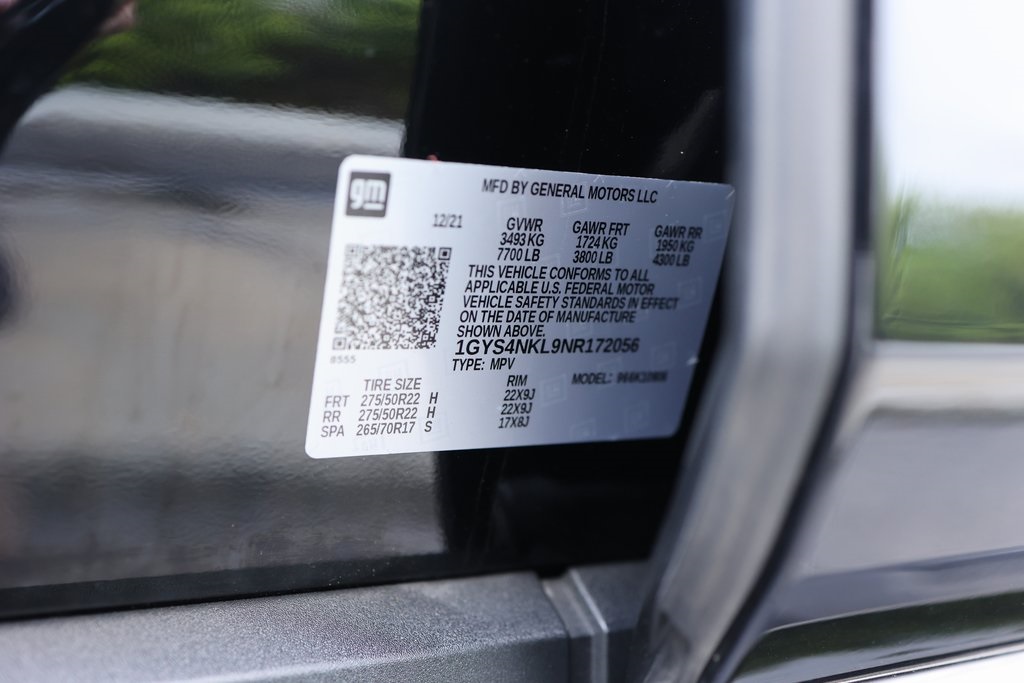 gm
MFD BY GENERAL MOTORS LLC
12/21
GVWR GAWR FRT GAWR RR
3493 KG 1724 KG 1950 KG
7700 LB 3800 LB 4300 LB
THIS VEHICLE CONFORMS TO ALL
APPLICABLE U.S. FEDERAL MOTOR
VEHICLE SAFETY STANDARDS IN EFFECT
ON THE DATE OF MANUFACTURE
SHOWN ABOVE.
8555
1GYS4NKL9NR172056
TYPE: MPV
TIRE SIZE RIM MODEL:
FRT 275/50R22 H 22X9J
RR 275/50R22 H 22X9J
SPA 265/70R17 S 17X8J